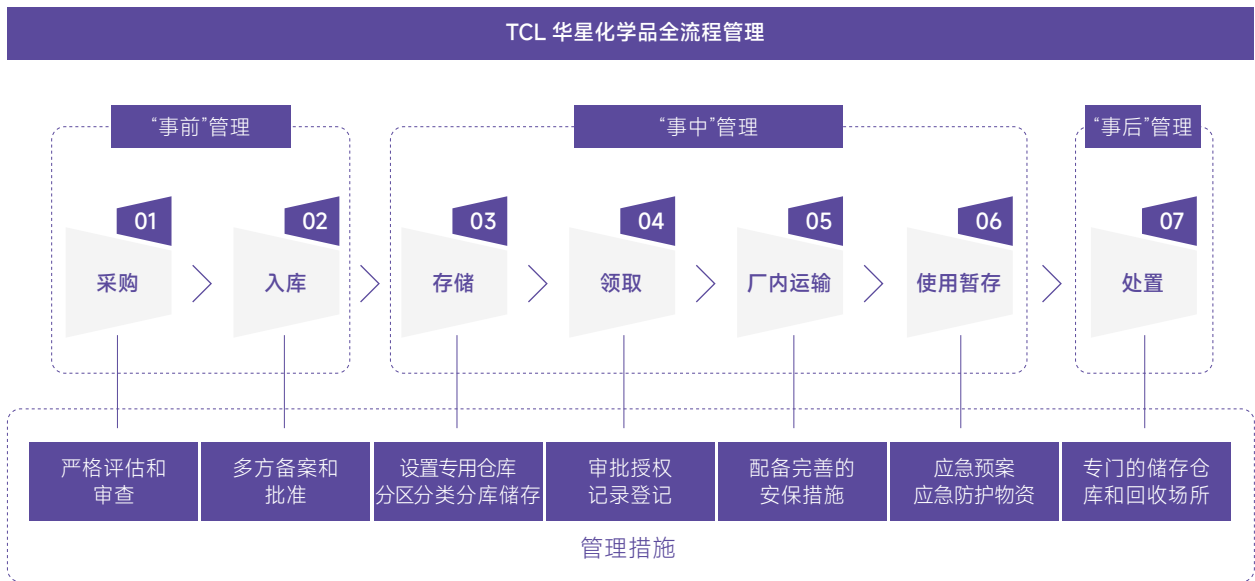 TCL 华星化学品全流程管理
“事前”管理
“事中”管理
“事后”管理
01
02
03
04
05
06
07
采购
入库
存储
领取
厂内运输
使用暂存
处置
严格评估和
审查
多方备案和
批准
设置专用仓库
分区分类分库储存
审批授权
记录登记
配备完善的
安保措施
应急预案
应急防护物资
专门的储存仓
库和回收场所
管理措施